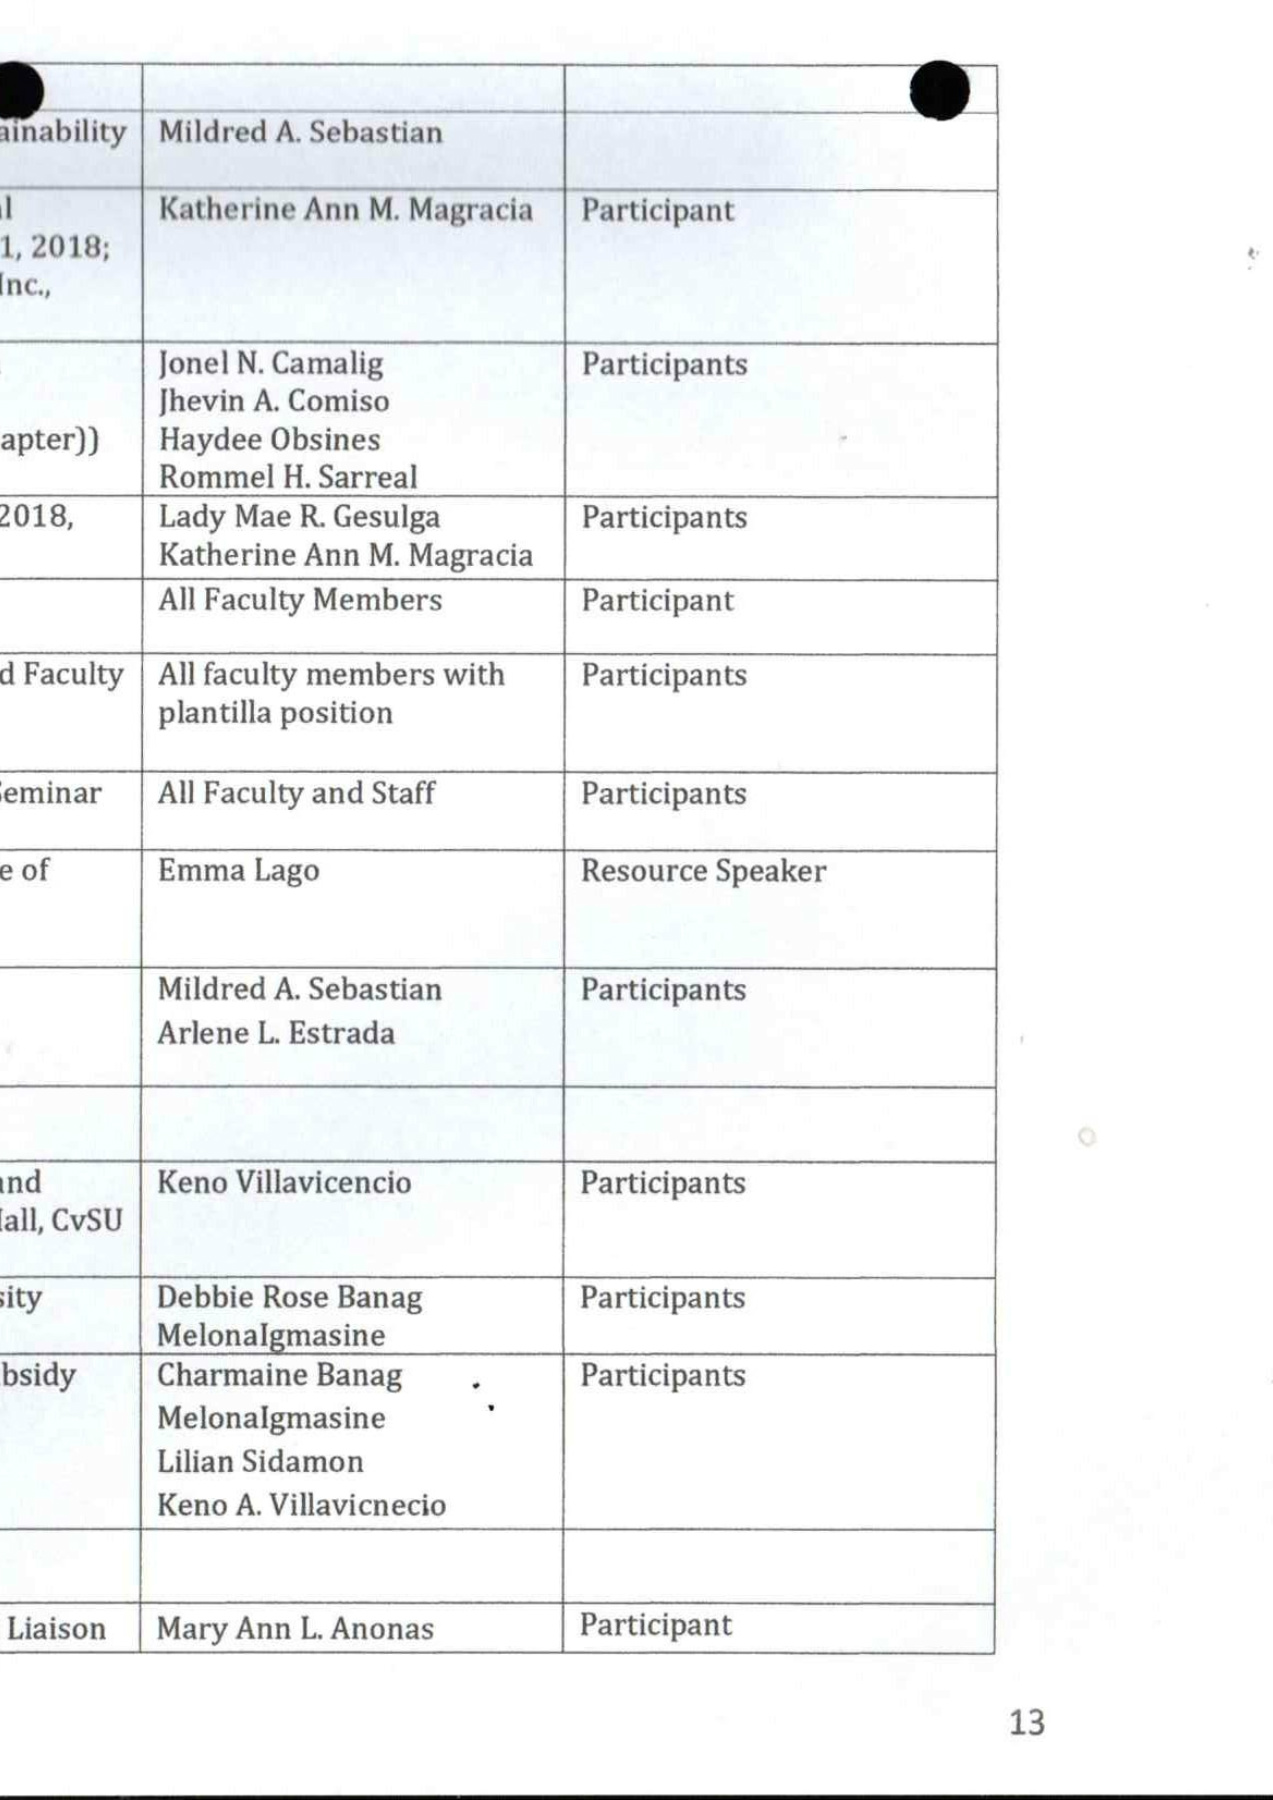 ainability Mildred A. Sebastian
al Katherine Ann M. Magracia Participant
1, 2018;
Inc.,
Jonel N. Camalig Participants
Jhevin A. Comiso
apter)) Haydee Obsines
Rommel H. Sarreal
2018, Lady Mae R. Gesulga Participants
Katherine Ann M. Magracia
All Faculty Members Participant
d Faculty All faculty members with Participants
plantilla position
Seminar All Faculty and Staff Participants
e of Emma Lago Resource Speaker
Mildred A. Sebastian Participants
Arlene L. Estrada
and Keno Villavicencio Participants
Hall, CvSU
sity Debbie Rose Banag Participants
MelonaIgmasine
bsidy Charmaine Banag Participants
MelonaIgmasine
Lilian Sidamon
Keno A. Villavicnecio
Liaison Mary Ann L. Anonas Participant
13